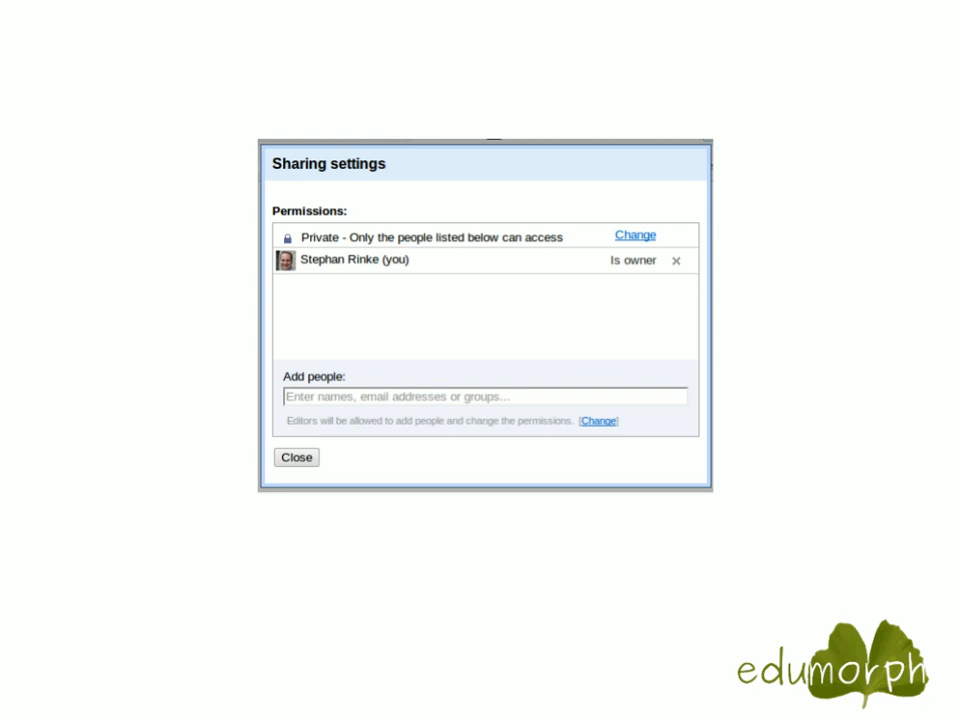 Sharing settings
Permissions:
Private - Only the people listed below can access Change
Stephan Rinke (you) Is owner
Add people:
Enter names, email addresses or groups...
Editors will be allowed to add people and change the permissions. [Change]
Close
edumorph